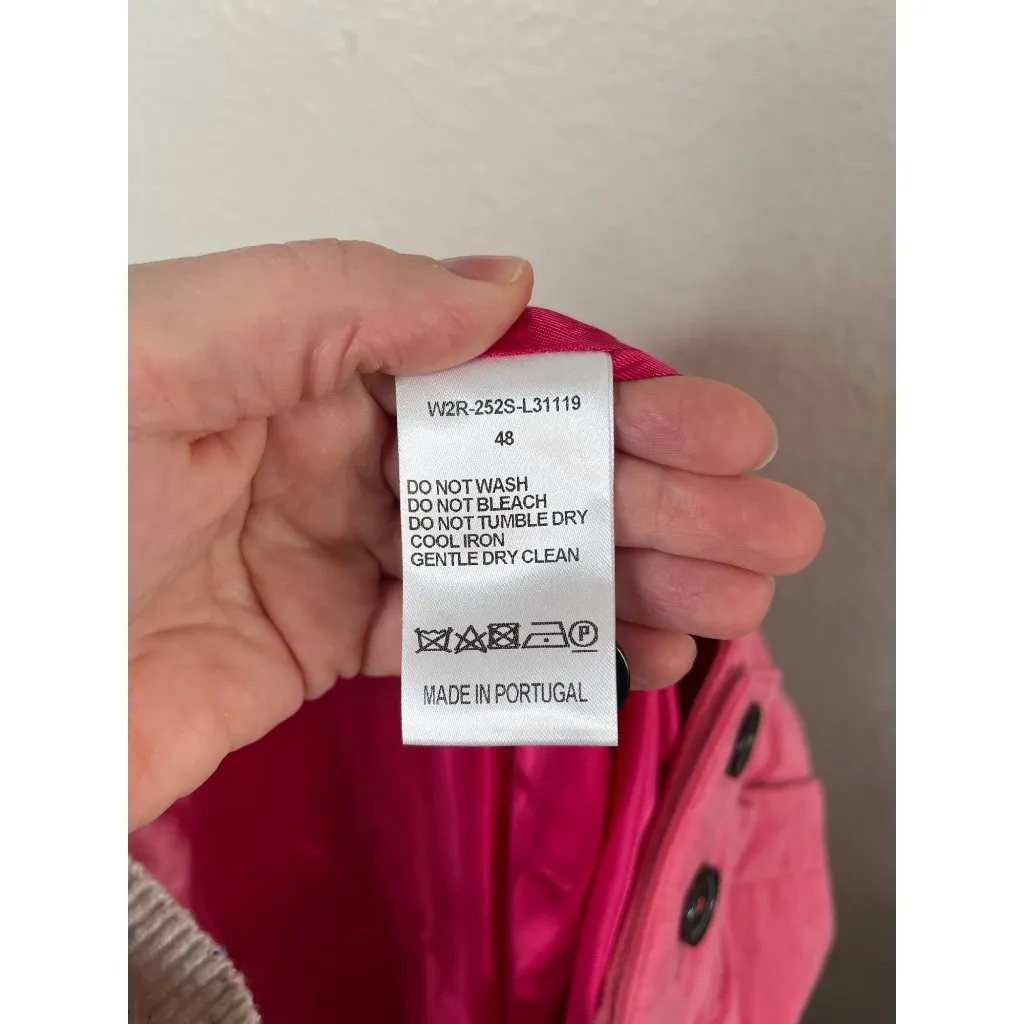 W2R-252S-L31119
48
DO NOT WASH
DO NOT BLEACH
DO NOT TUMBLE DRY
COOL IRON
GENTLE DRY CLEAN
P
MADE IN PORTUGAL